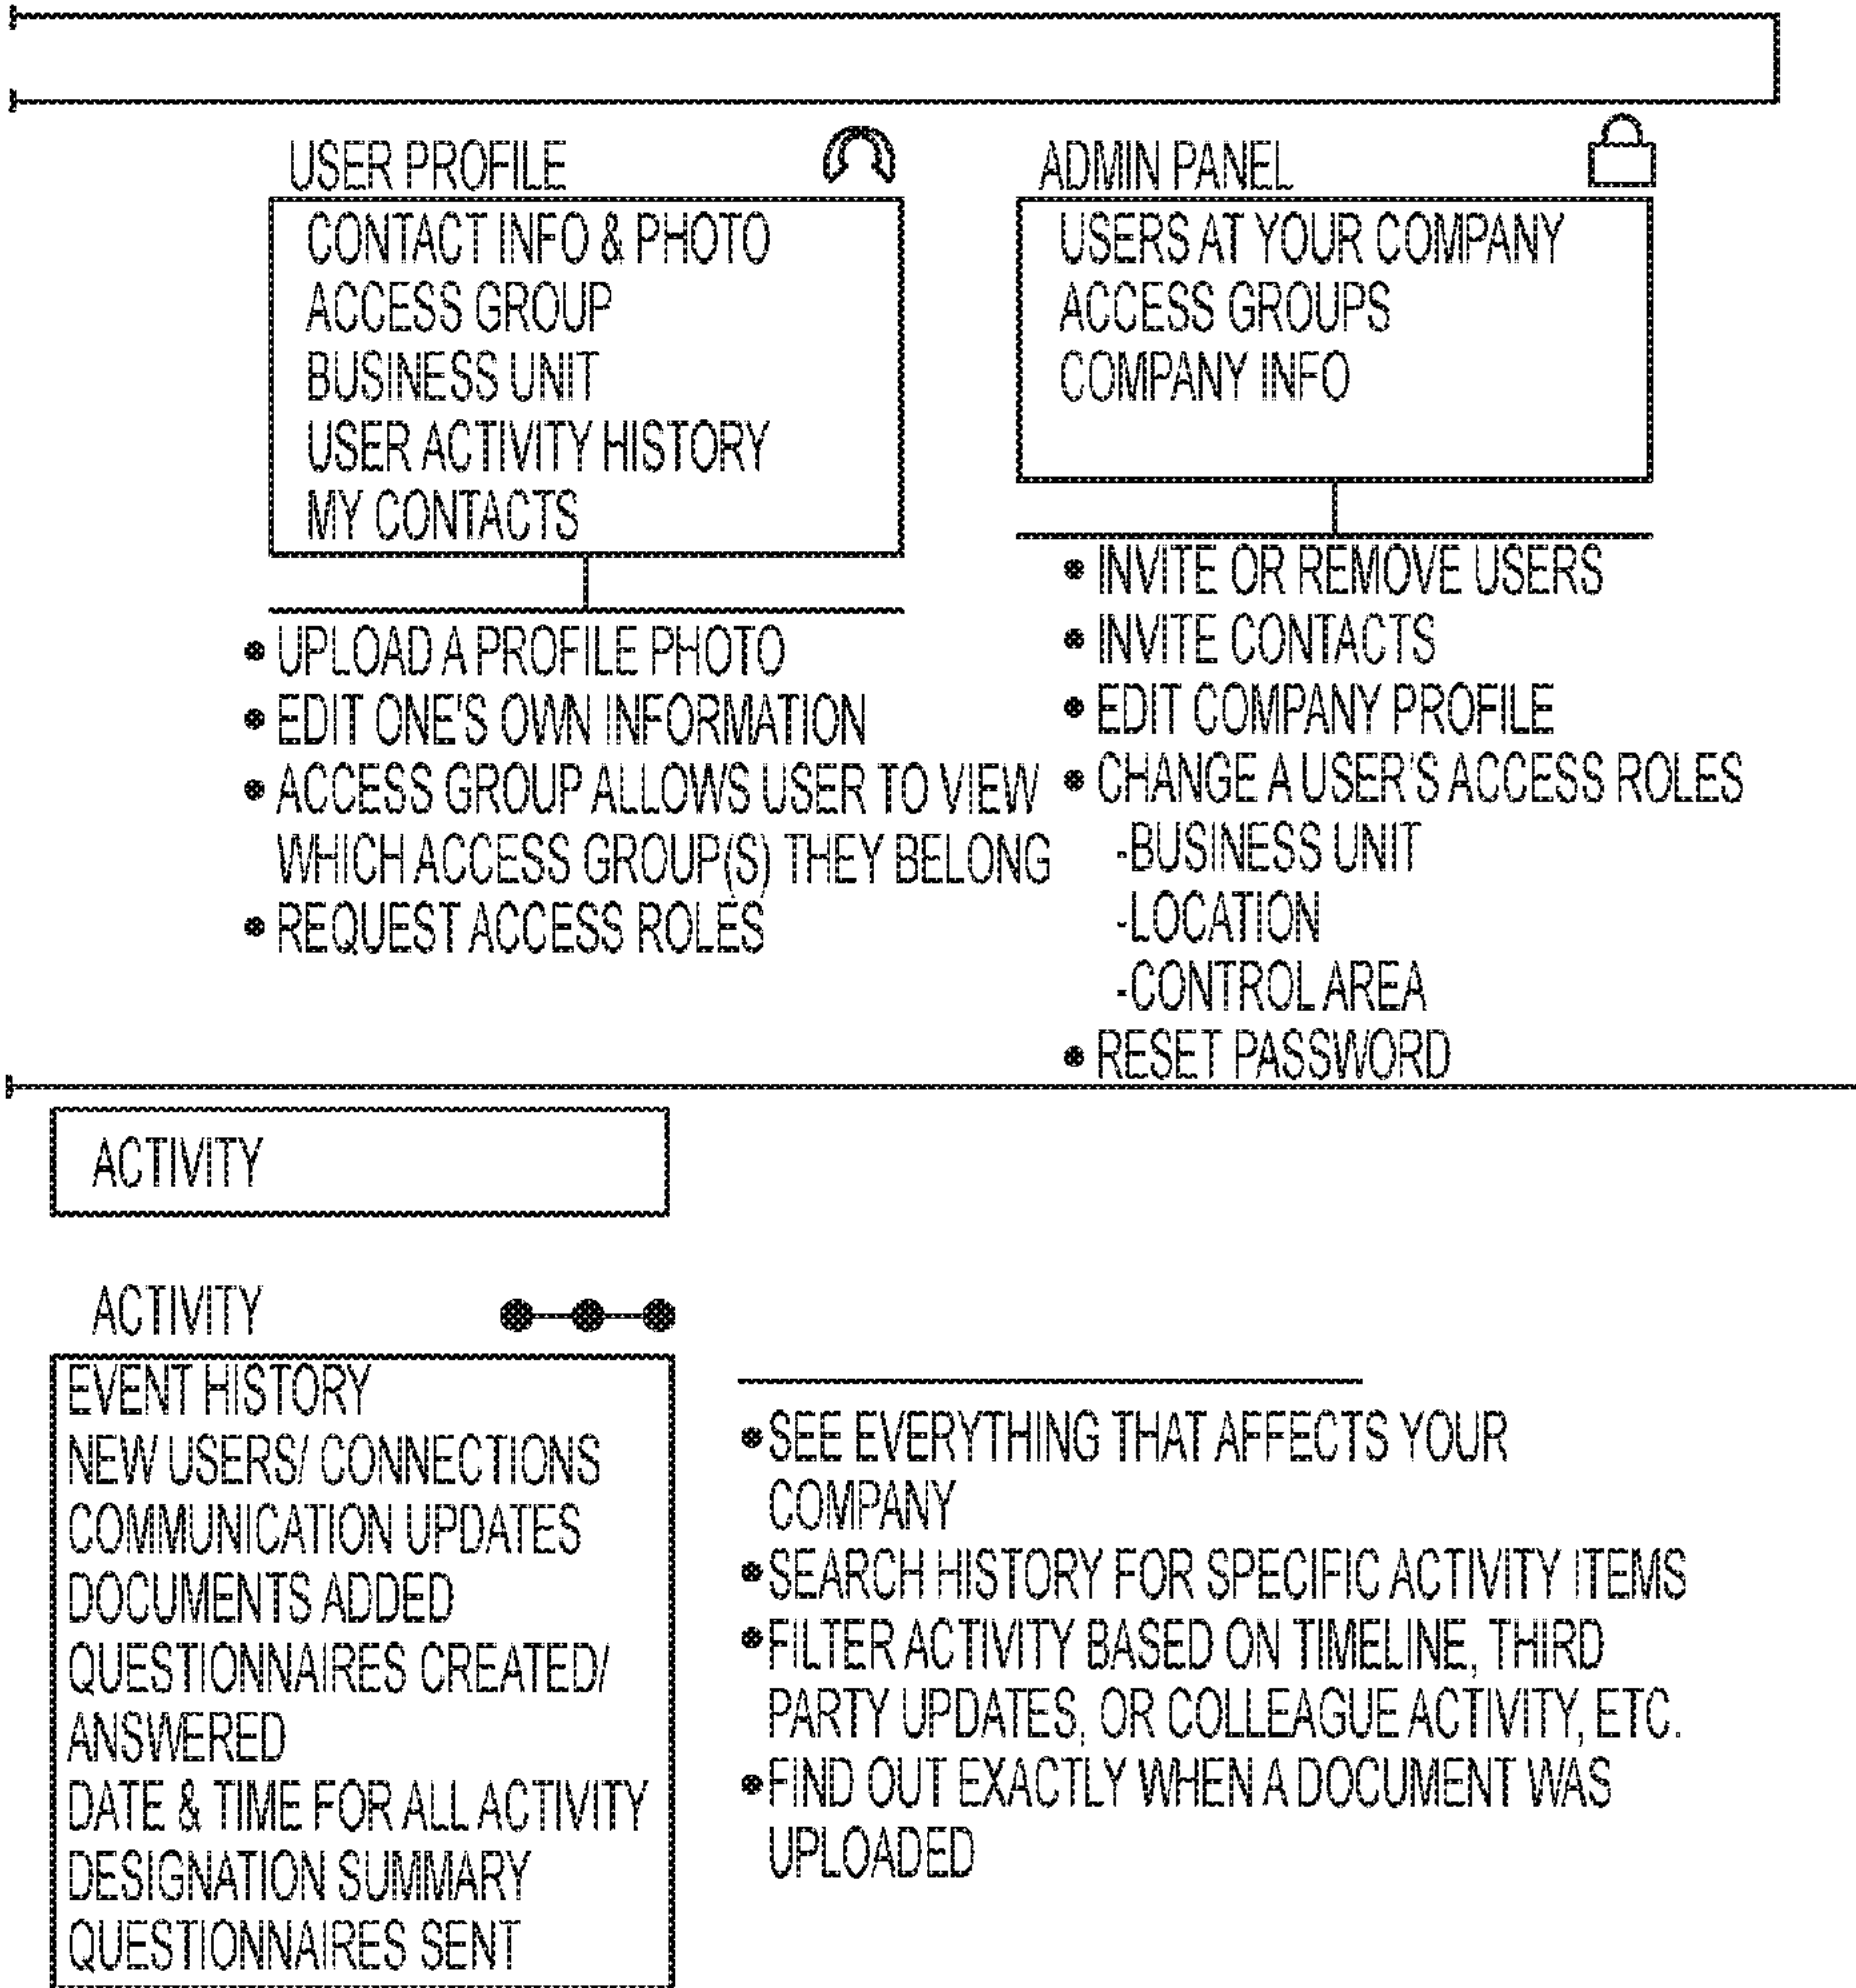 USER PROFILE
CONTACT INFO & PHOTO
ACCESS GROUP
BUSINESS UNIT
USER ACTIVITY HISTORY
MY CONTACTS
• UPLOAD A PROFILE PHOTO
• EDIT ONE'S OWN INFORMATION
• ACCESS GROUP ALLOWS USER TO VIEW
WHICH ACCESS GROUP(S) THEY BELONG
• REQUEST ACCESS ROLES
ADMIN PANEL
USERS AT YOUR COMPANY
ACCESS GROUPS
COMPANY INFO
• INVITE OR REMOVE USERS
• INVITE CONTACTS
• EDIT COMPANY PROFILE
• CHANGE A USER'S ACCESS ROLES
-BUSINESS UNIT
-LOCATION
-CONTROL AREA
• RESET PASSWORD
ACTIVITY
ACTIVITY
EVENT HISTORY
NEW USERS/ CONNECTIONS
COMMUNICATION UPDATES
DOCUMENTS ADDED
QUESTIONNAIRES CREATED/
ANSWERED
DATE & TIME FOR ALL ACTIVITY
DESIGNATION SUMMARY
QUESTIONNAIRES SENT
• SEE EVERYTHING THAT AFFECTS YOUR
COMPANY
• SEARCH HISTORY FOR SPECIFIC ACTIVITY ITEMS
• FILTER ACTIVITY BASED ON TIMELINE, THIRD
PARTY UPDATES, OR COLLEAGUE ACTIVITY, ETC.
• FIND OUT EXACTLY WHEN A DOCUMENT WAS
UPLOADED